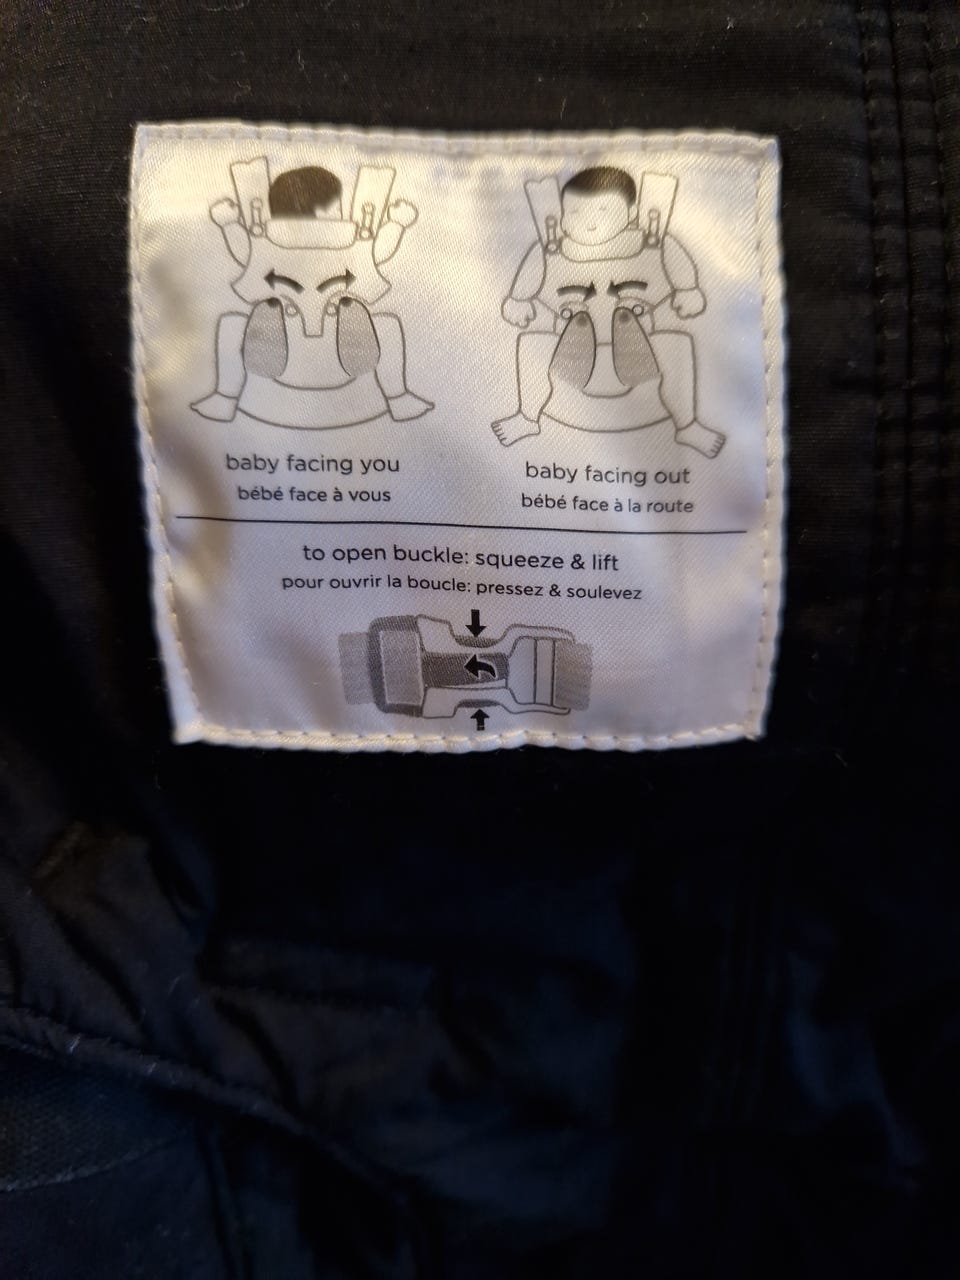 baby facing you
bébé face à vous
baby facing out
bébé face à la route
to open buckle: squeeze & lift
pour ouvrir la boucle: pressez & soulevez